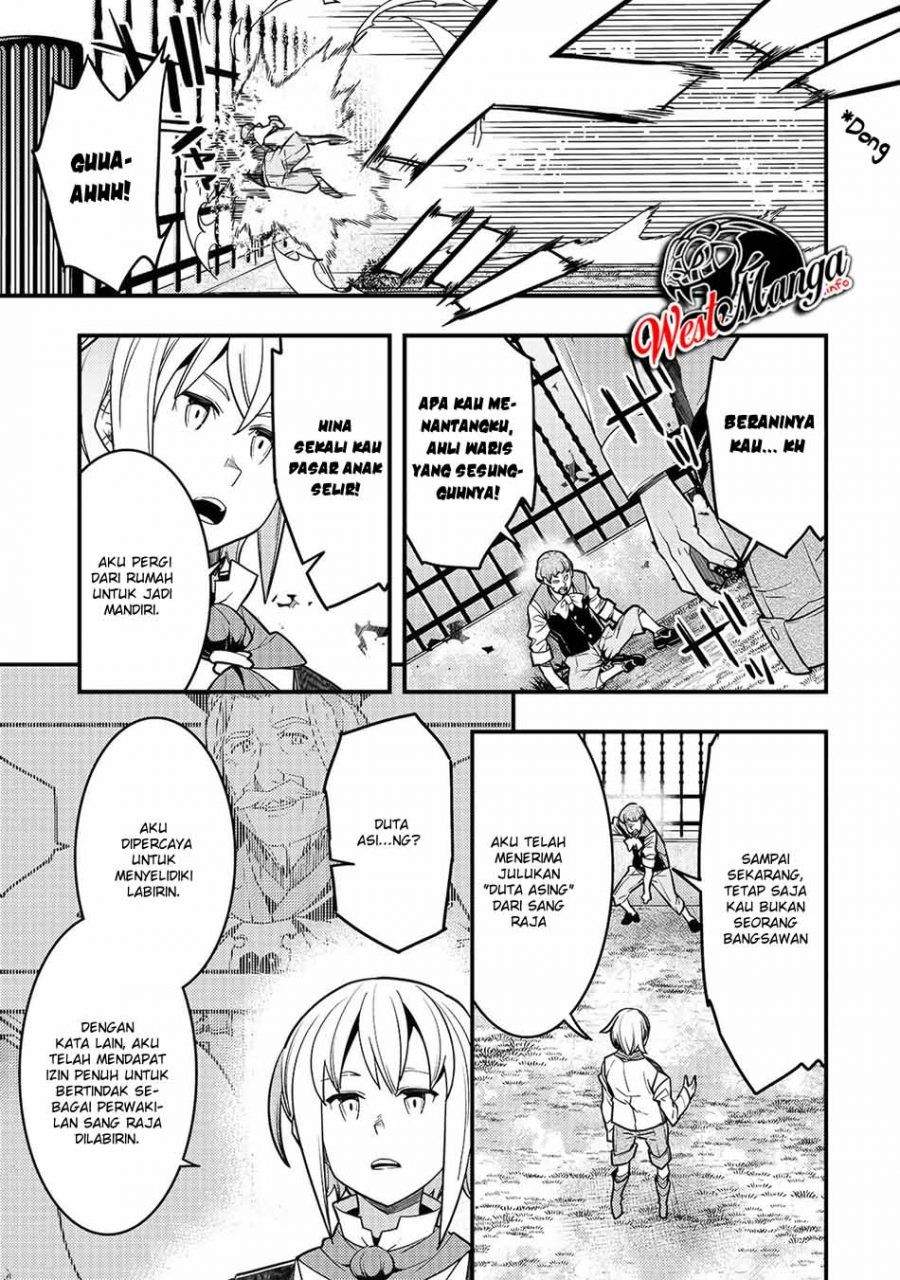 GUUA-
AHHH!
*Dong
ャ
WestManga
.info
BERANINYA
KAU... KH
APA KAU ME-
NANTANGKU,
AHLI WARIS
YANG SESUNG-
GUHNYA!
HINA
SEKALI KAU
DASAR ANAK
SELIR!
AKU PERGI
DARI RUMAH
UNTUK JADI
MANDIRI.
SAMPAI
SEKARANG,
TETAP SAJA
KAU BUKAN
SEORANG
BANGSAWAN
AKU TELAH
MENERIMA
JULUKAN
"DUTA ASING"
DARI SANG
RAJA
DUTA
ASI...NG?
AKU
DIPERCAYA
UNTUK
MENYELIDIKI
LABIRIN.
DENGAN
KATA LAIN, AKU
TELAH MENDAPAT
IZIN PENUH UNTUK
BERTINDAK SE-
BAGAI PERWAKI-
LAN SANG RAJA
DILABIRIN.